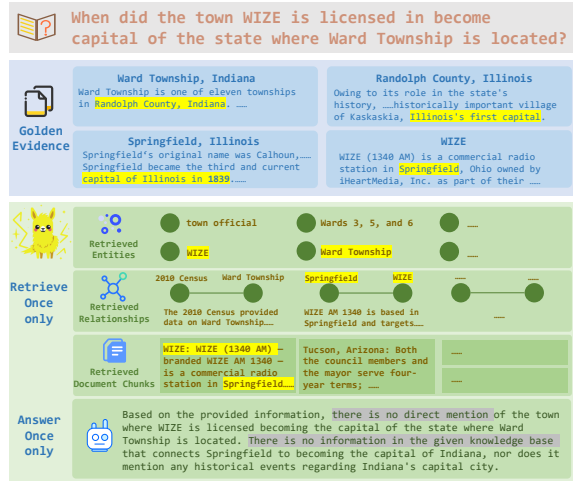 When did the town WIZE is licensed in become
capital of the state where Ward Township is located?
Golden
Evidence
Ward Township, Indiana
Ward Township is one of eleven townships
in Randolph County, Indiana. ……
Randolph County, Illinois
Owing to its role in the state's
history, ……historically important village
of Kaskaskia, Illinois's first capital.
Springfield, Illinois
Springfield's original name was Calhoun,……
Springfield became the third and current
capital of Illinois in 1839.……
WIZE
WIZE (1340 AM) is a commercial radio
station in Springfield, Ohio owned by
iHeartMedia, Inc. as part of their ……
Retrieve
Once
only
Retrieved
Entities
town official
Wards 3, 5, and 6
……
WIZE
Ward Township
……
Retrieved
Relationships
2010 Census
Ward Township
The 2010 Census provided
data on Ward Township……
Springfield
WIZE
WIZE AM 1340 is based in
Springfield and targets……
……
……
……
Retrieved
Document Chunks
WIZE: WIZE (1340 AM) —
branded WIZE AM 1340 —
is a commercial radio
station in Springfield……
Tucson, Arizona: Both
the council members and
the mayor serve four-
year terms; ……
……
……
Answer
Once
only
Based on the provided information, there is no direct mention of the town
where WIZE is licensed becoming the capital of the state where Ward
Township is located. There is no information in the given knowledge base
that connects Springfield to becoming the capital of Indiana, nor does it
mention any historical events regarding Indiana's capital city.